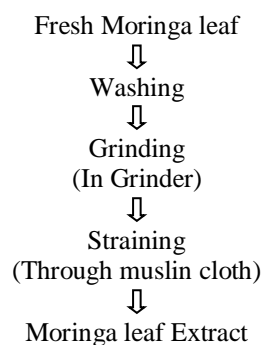 Fresh Moringa leaf
Washing
Grinding
(In Grinder)
Straining
(Through muslin cloth)
Moringa leaf Extract